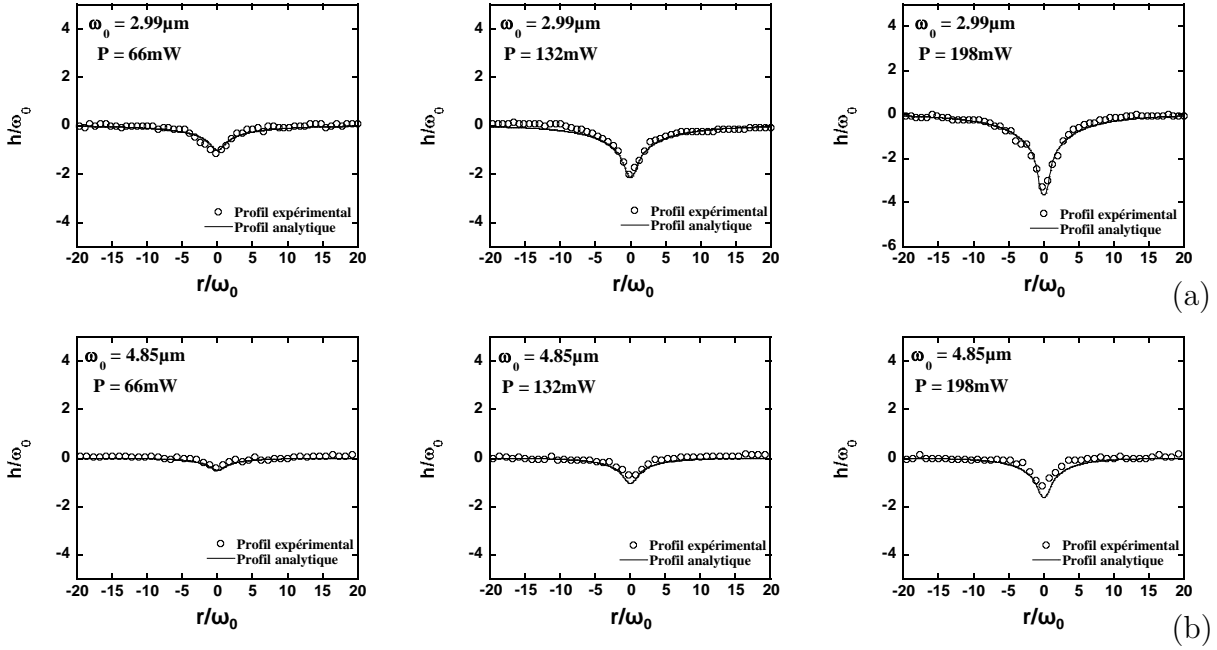 ω0 = 2.99µm
P = 66mW
h/ω0
4
2
0
-2
-4
Profil expérimental
Profil analytique
-20 -15 -10 -5 0 5 10 15 20
r/ω0
ω0 = 2.99µm
P = 132mW
h/ω0
4
2
0
-2
-4
Profil expérimental
Profil analytique
-20 -15 -10 -5 0 5 10 15 20
r/ω0
ω0 = 2.99µm
P = 198mW
h/ω0
4
2
0
-2
-4
-6
Profil expérimental
Profil analytique
-20 -15 -10 -5 0 5 10 15 20
r/ω0
(a)
ω0 = 4.85µm
P = 66mW
h/ω0
4
2
0
-2
-4
Profil expérimental
Profil analytique
-20 -15 -10 -5 0 5 10 15 20
r/ω0
ω0 = 4.85µm
P = 132mW
h/ω0
4
2
0
-2
-4
Profil expérimental
Profil analytique
-20 -15 -10 -5 0 5 10 15 20
r/ω0
ω0 = 4.85µm
P = 198mW
h/ω0
4
2
0
-2
-4
Profil expérimental
Profil analytique
-20 -15 -10 -5 0 5 10 15 20
r/ω0
(b)